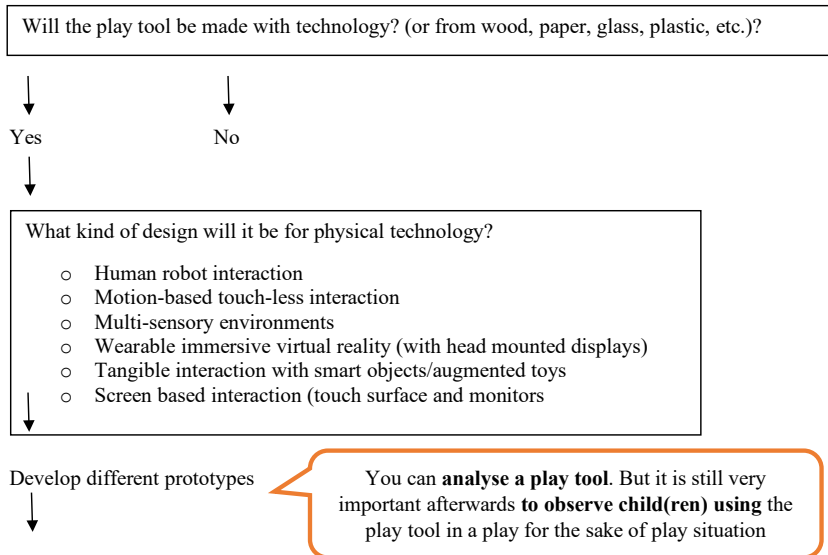 Will the play tool be made with technology? (or from wood, paper, glass, plastic, etc.)?
Yes No
What kind of design will it be for physical technology?
o Human robot interaction
o Motion-based touch-less interaction
o Multi-sensory environments
o Wearable immersive virtual reality (with head mounted displays)
o Tangible interaction with smart objects/augmented toys
o Screen based interaction (touch surface and monitors
Develop different prototypes
You can analyse a play tool. But it is still very
important afterwards to observe child(ren) using the
play tool in a play for the sake of play situation